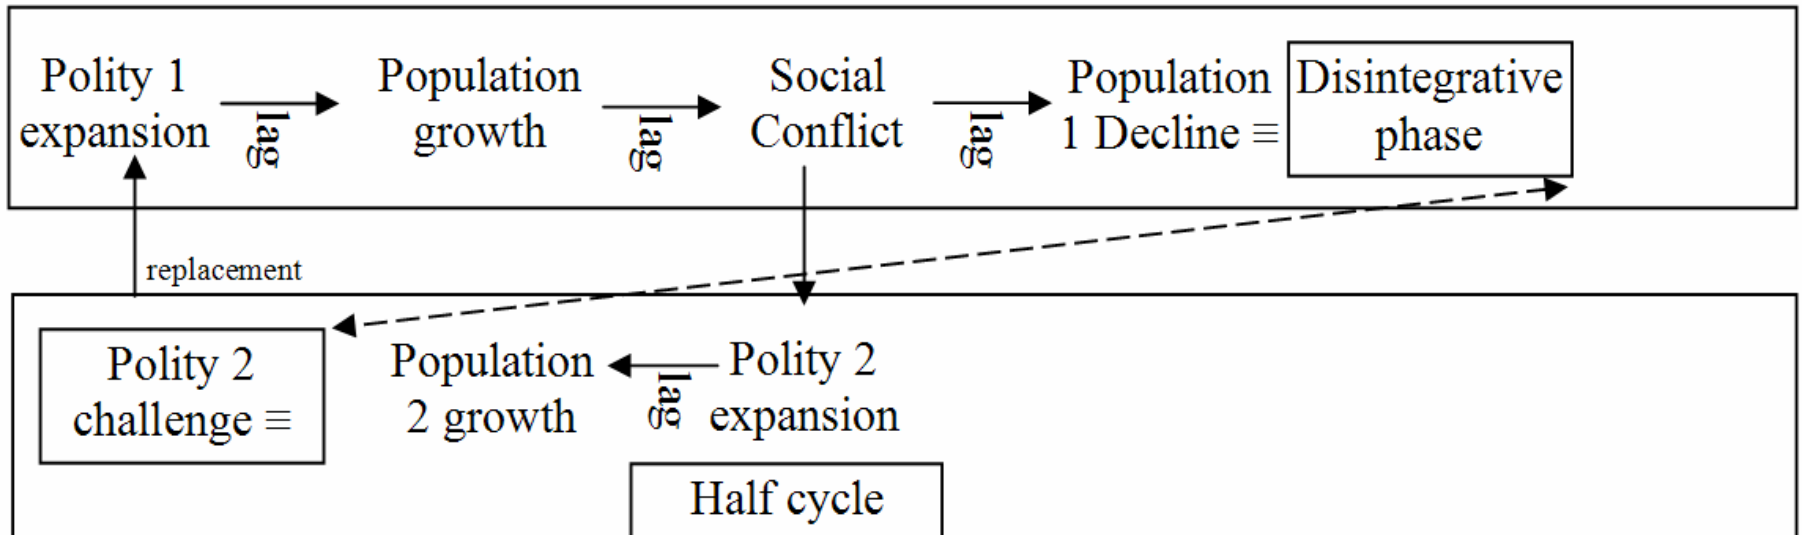 Polity 1
expansion
lag
Population
growth
lag
Social
Conflict
lag
Population
1 Decline ≡
Disintegrative
phase
replacement
Polity 2
challenge ≡
Population
2 growth
lag
Polity 2
expansion
Half cycle